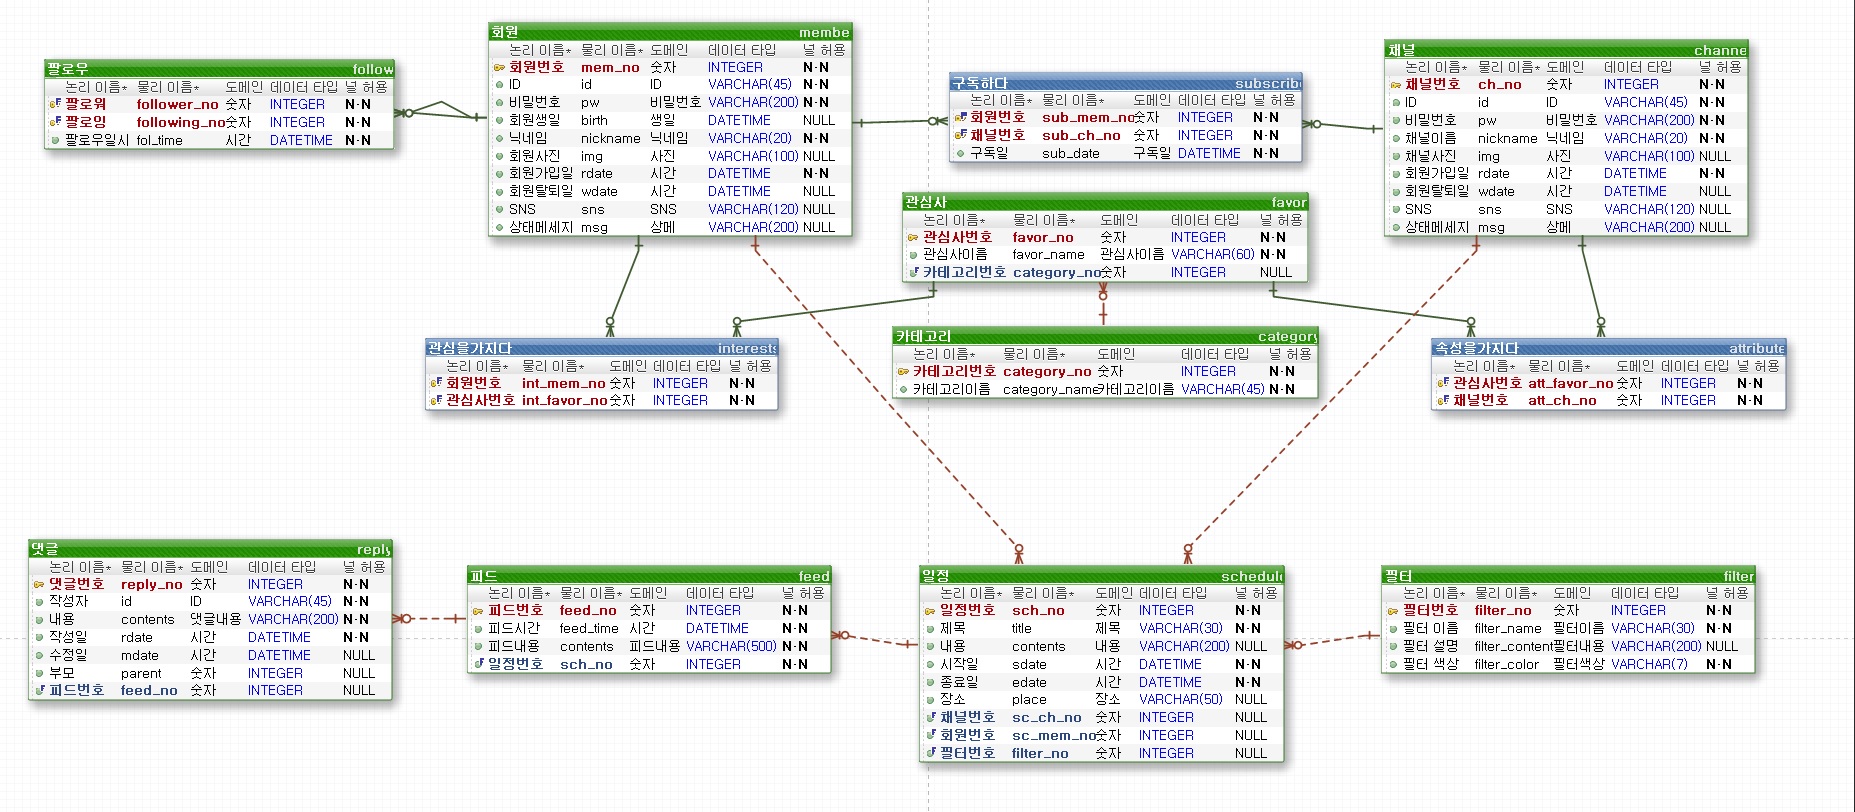 팔로우 follow
논리 이름* 물리 이름* 도메인 데이터 타입 널 허용
팔로워 follower_no 숫자 INTEGER N-N
팔로잉 following_no 숫자 INTEGER N-N
팔로우일시 fol_time 시간 DATETIME N-N
회원 membe
논리 이름* 물리 이름* 도메인 데이터 타입 널 허용
회원번호 mem_no 숫자 INTEGER N-N
ID id ID VARCHAR(45) N-N
비밀번호 pw 비밀번호 VARCHAR(200) N-N
회원생일 birth 생일 DATETIME NULL
닉네임 nickname 닉네임 VARCHAR(20) N-N
회원사진 img 사진 VARCHAR(100) NULL
회원가입일 rdate 시간 DATETIME N-N
회원탈퇴일 wdate 시간 DATETIME NULL
SNS sns SNS VARCHAR(120) NULL
상태메세지 msg 상메 VARCHAR(200) NULL
구독하다 subscrib
논리 이름* 물리 이름* 도메인 데이터 타입 널 허용
회원번호 sub_mem_no 숫자 INTEGER N-N
채널번호 sub_ch_no 숫자 INTEGER N-N
구독일 sub_date 구독일 DATETIME N-N
채널 channe
논리 이름* 물리 이름* 도메인 데이터 타입 널 허용
채널번호 ch_no 숫자 INTEGER N-N
ID id ID VARCHAR(45) N-N
비밀번호 pw 비밀번호 VARCHAR(200) N-N
채널이름 nickname 닉네임 VARCHAR(20) N-N
채널사진 img 사진 VARCHAR(100) NULL
회원가입일 rdate 시간 DATETIME N-N
회원탈퇴일 wdate 시간 DATETIME NULL
SNS sns SNS VARCHAR(120) NULL
상태메세지 msg 상메 VARCHAR(200) NULL
관심사 favor
논리 이름* 물리 이름* 도메인 데이터 타입 널 허용
관심사번호 favor_no 숫자 INTEGER N-N
관심사이름 favor_name 관심사이름 VARCHAR(60) N-N
카테고리번호 category_no 숫자 INTEGER NULL
관심을가지다 interests
논리 이름* 물리 이름* 도메인 데이터 타입 널 허용
회원번호 int_mem_no 숫자 INTEGER N-N
관심사번호 int_favor_no 숫자 INTEGER N-N
카테고리 category
논리 이름* 물리 이름* 도메인 데이터 타입 널 허용
카테고리번호 category_no 숫자 INTEGER N-N
카테고리이름 category_name 카테고리이름 VARCHAR(45) N-N
속성을가지다 attribute
논리 이름* 물리 이름* 도메인 데이터 타입 널 허용
관심사번호 att_favor_no 숫자 INTEGER N-N
채널번호 att_ch_no 숫자 INTEGER N-N
댓글 reply
논리 이름* 물리 이름* 도메인 데이터 타입 널 허용
댓글번호 reply_no 숫자 INTEGER N-N
작성자 id ID VARCHAR(45) N-N
내용 contents 댓글내용 VARCHAR(200) N-N
작성일 rdate 시간 DATETIME N-N
수정일 mdate 시간 DATETIME NULL
부모 parent 숫자 INTEGER NULL
피드번호 feed_no 숫자 INTEGER NULL
피드 feed
논리 이름* 물리 이름* 도메인 데이터 타입 널 허용
피드번호 feed_no 숫자 INTEGER N-N
피드시간 feed_time 시간 DATETIME N-N
피드내용 contents 피드내용 VARCHAR(500) N-N
일정번호 sch_no 숫자 INTEGER N-N
일정 schedul
논리 이름* 물리 이름* 도메인 데이터 타입 널 허용
일정번호 sch_no 숫자 INTEGER N-N
제목 title 제목 VARCHAR(30) N-N
내용 contents 내용 VARCHAR(200) NULL
시작일 sdate 시간 DATETIME N-N
종료일 edate 시간 DATETIME N-N
장소 place 장소 VARCHAR(50) NULL
채널번호 sc_ch_no 숫자 INTEGER NULL
회원번호 sc_mem_no 숫자 INTEGER NULL
필터번호 filter_no 숫자 INTEGER NULL
필터 filter
논리 이름* 물리 이름* 도메인 데이터 타입 널 허용
필터번호 filter_no 숫자 INTEGER N-N
필터 이름 filter_name 필터이름 VARCHAR(30) N-N
필터 설명 filter_content 필터내용 VARCHAR(200) NULL
필터 색상 filter_color 필터색상 VARCHAR(7) N-N